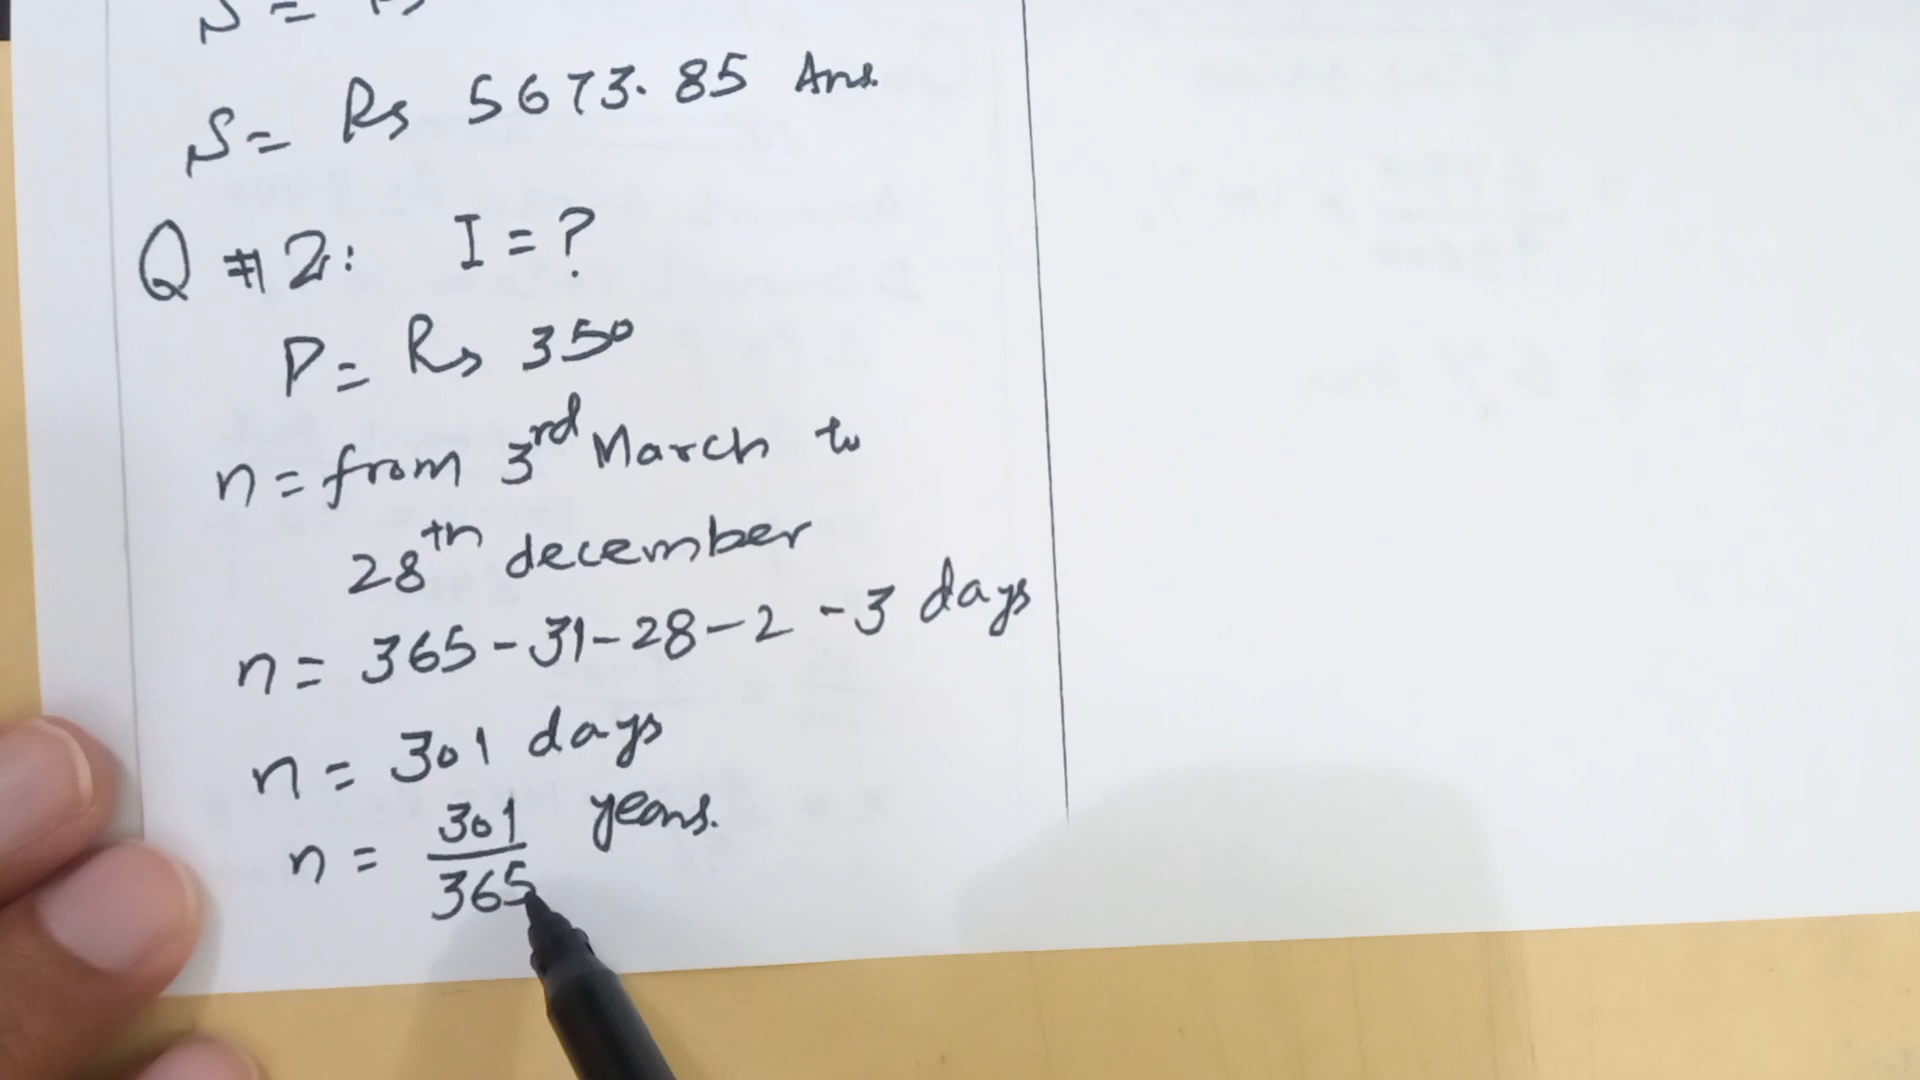 S = Rs 5673.85 Ans.
Q #2: I = ?
P = Rs 350
n = from 3rd March to
28th december
n = 365 - 31 - 28 - 2 - 3 days
n = 301 days
n = 301/365 years.